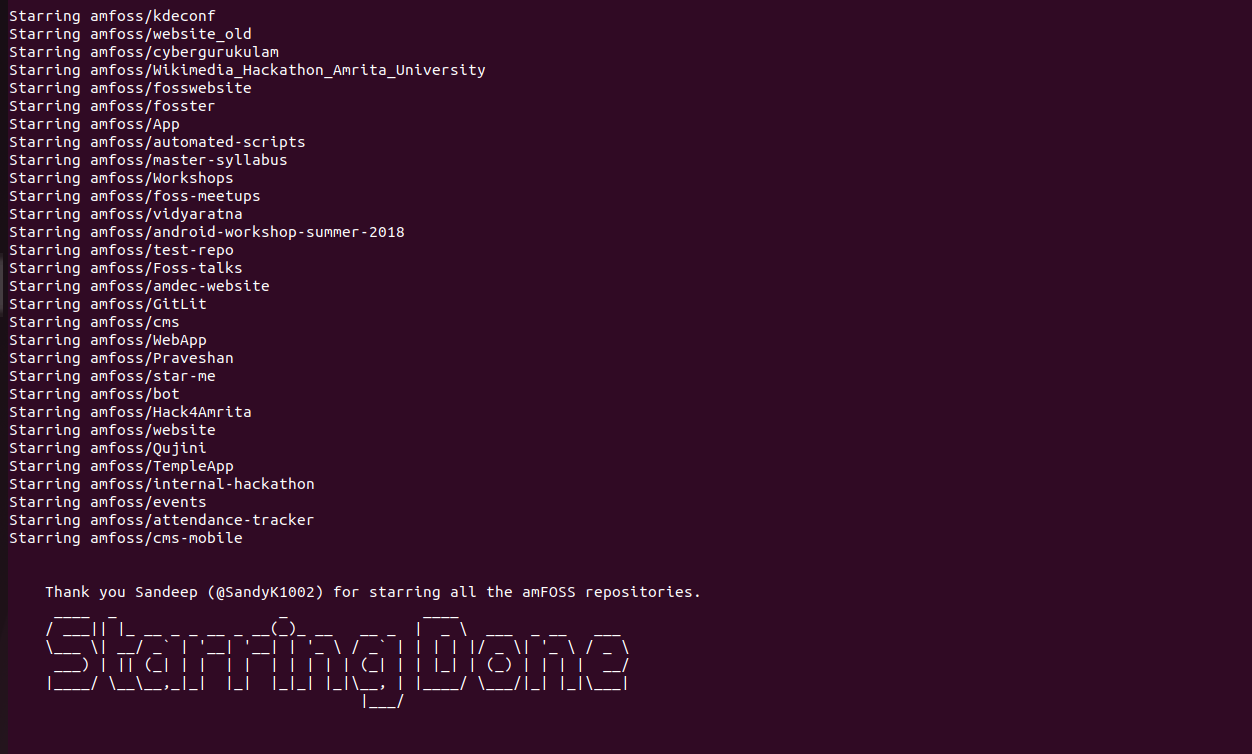 Starring amfoss/kdeconf
Starring amfoss/website_old
Starring amfoss/cybergurukulam
Starring amfoss/Wikimedia_Hackathon_Amrita_University
Starring amfoss/fosswebsite
Starring amfoss/fosster
Starring amfoss/App
Starring amfoss/automated-scripts
Starring amfoss/master-syllabus
Starring amfoss/Workshops
Starring amfoss/foss-meetups
Starring amfoss/vidyaratna
Starring amfoss/android-workshop-summer-2018
Starring amfoss/test-repo
Starring amfoss/Foss-talks
Starring amfoss/amdec-website
Starring amfoss/GitLit
Starring amfoss/cms
Starring amfoss/WebApp
Starring amfoss/Praveshan
Starring amfoss/star-me
Starring amfoss/bot
Starring amfoss/Hack4Amrita
Starring amfoss/website
Starring amfoss/Qujini
Starring amfoss/TempleApp
Starring amfoss/internal-hackathon
Starring amfoss/events
Starring amfoss/attendance-tracker
Starring amfoss/cms-mobile
Thank you Sandeep (@SandyK1002) for starring all the amFOSS repositories.
Starring Done